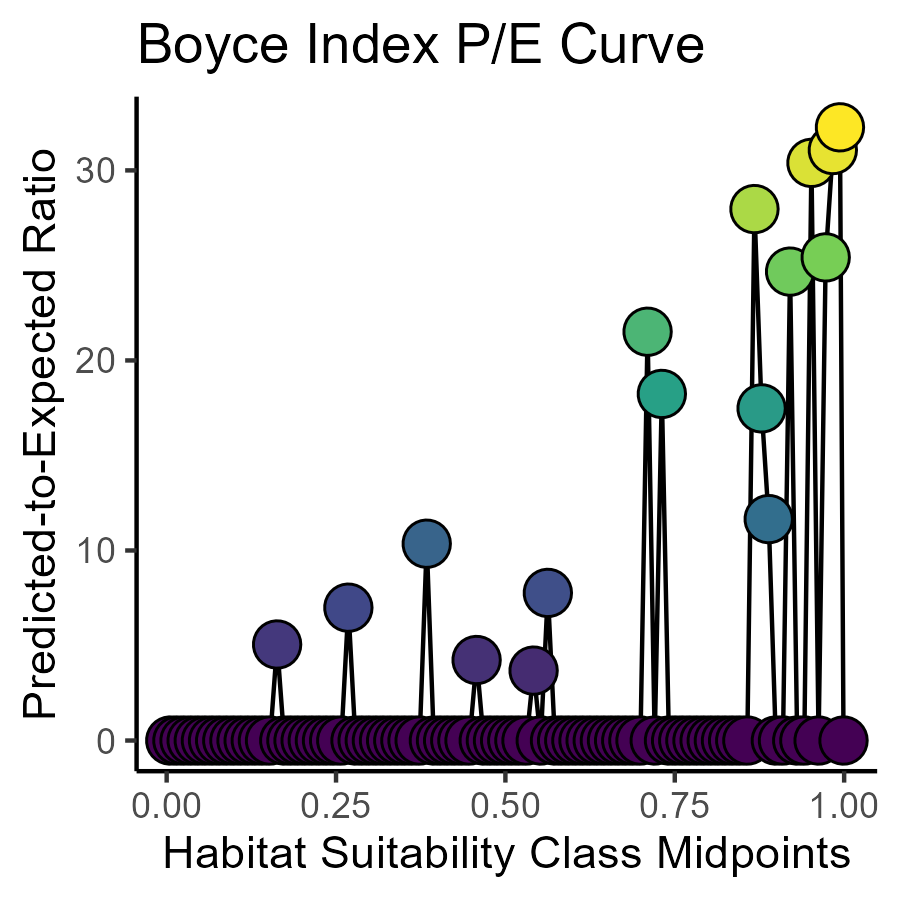 Boyce Index P/E Curve
Predicted-to-Expected Ratio
30
20
10
0
0.00 0.25 0.50 0.75 1.00
Habitat Suitability Class Midpoints